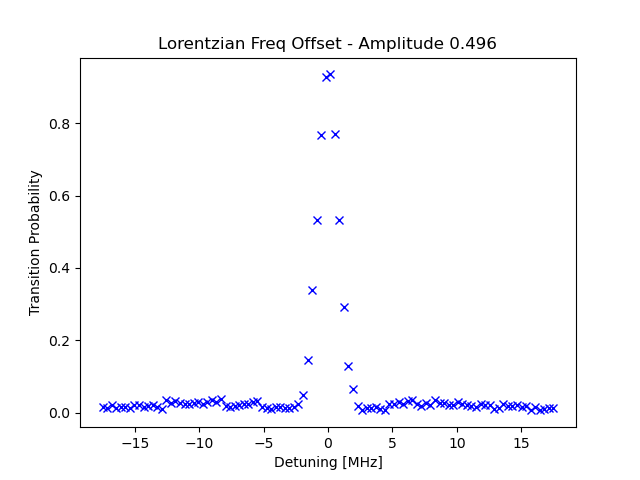 Lorentzian Freq Offset - Amplitude 0.496
Transition Probability
0.8
0.6
0.4
0.2
0.0
−15 −10 −5 0 5 10 15
Detuning [MHz]